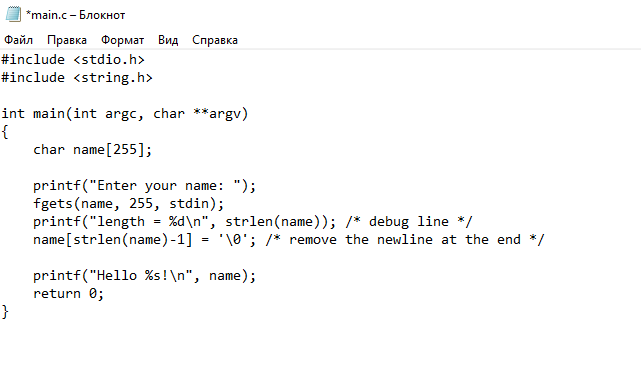 *main.c – Блокнот
Файл Правка Формат Вид Справка
#include <stdio.h>
#include <string.h>

int main(int argc, char **argv)
{
    char name[255];

    printf("Enter your name: ");
    fgets(name, 255, stdin);
    printf("length = %d\n", strlen(name)); /* debug line */
    name[strlen(name)-1] = '\0'; /* remove the newline at the end */

    printf("Hello %s!\n", name);
    return 0;
}